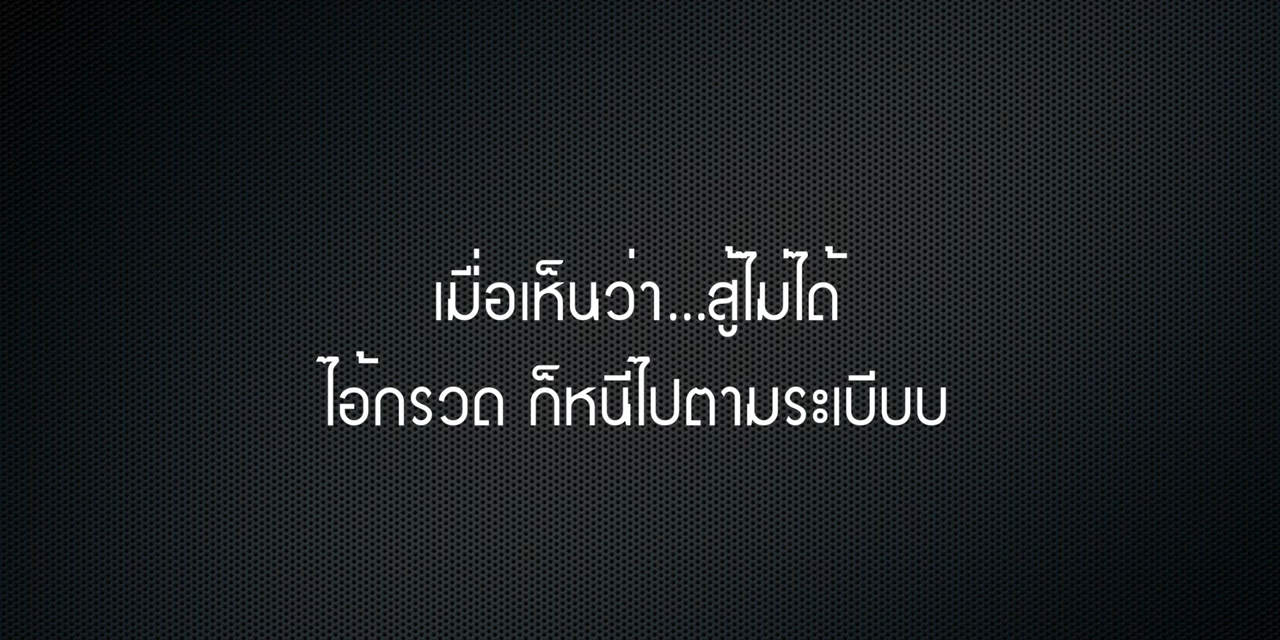 เมื่อเห็นว่า...สู้ไม่ได้
ไอ้กรวด ก็หนีไปตามระเบียบ